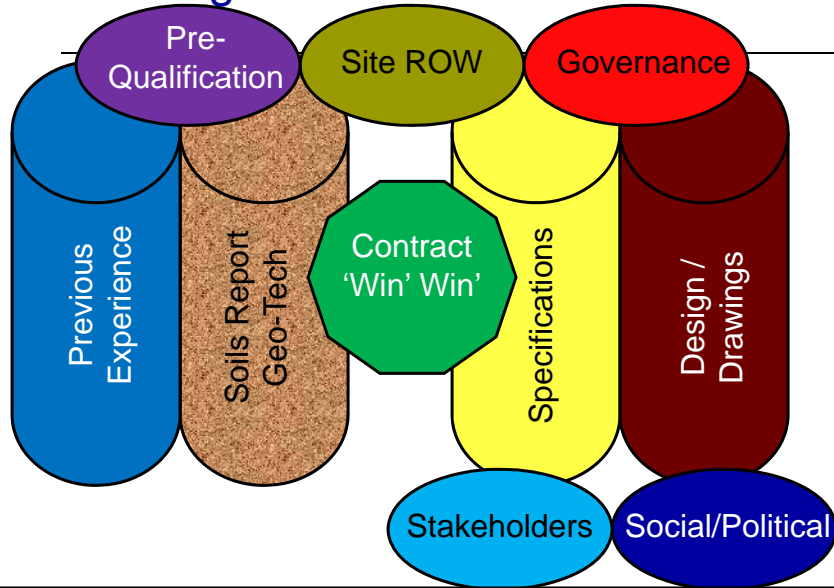 Pre-
Qualification
Site ROW
Governance
Previous
Experience
Soils Report
Geo-Tech
Contract
‘Win’ Win’
Specifications
Design /
Drawings
Stakeholders
Social/Political